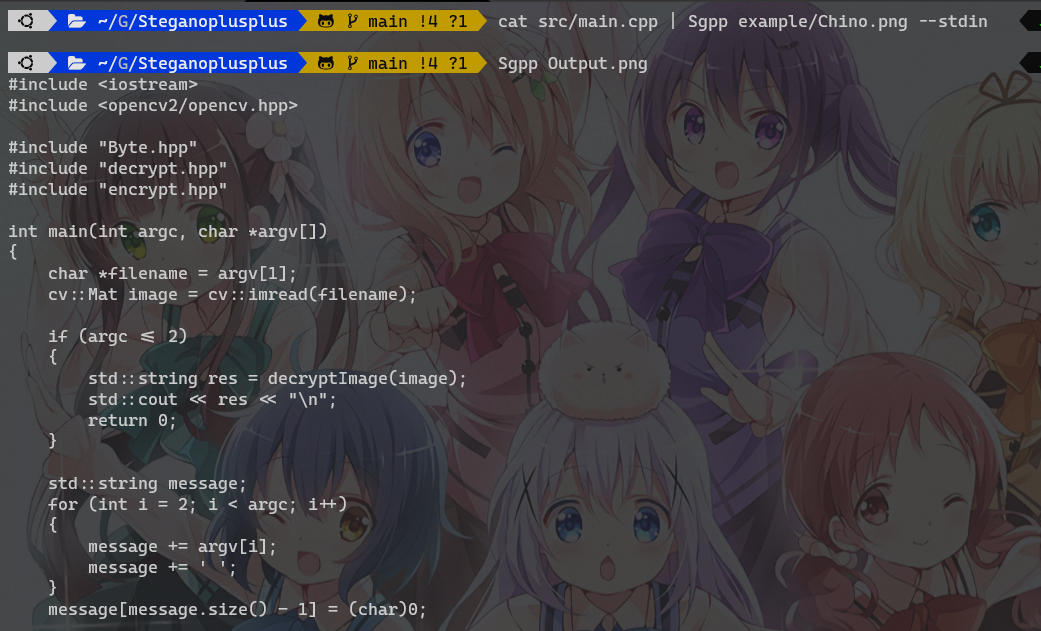 ~/G/Steganoplusplus main !4 ?1 cat src/main.cpp | Sgpp example/Chino.png --stdin
~/G/Steganoplusplus main !4 ?1 Sgpp Output.png
#include <iostream>
#include <opencv2/opencv.hpp>

#include "Byte.hpp"
#include "decrypt.hpp"
#include "encrypt.hpp"

int main(int argc, char *argv[])
{
    char *filename = argv[1];
    cv::Mat image = cv::imread(filename);

    if (argc <= 2)
    {
        std::string res = decryptImage(image);
        std::cout << res << "\n";
        return 0;
    }

    std::string message;
    for (int i = 2; i < argc; i++)
    {
        message += argv[i];
        message += ' ';
    }
    message[message.size() - 1] = (char)0;